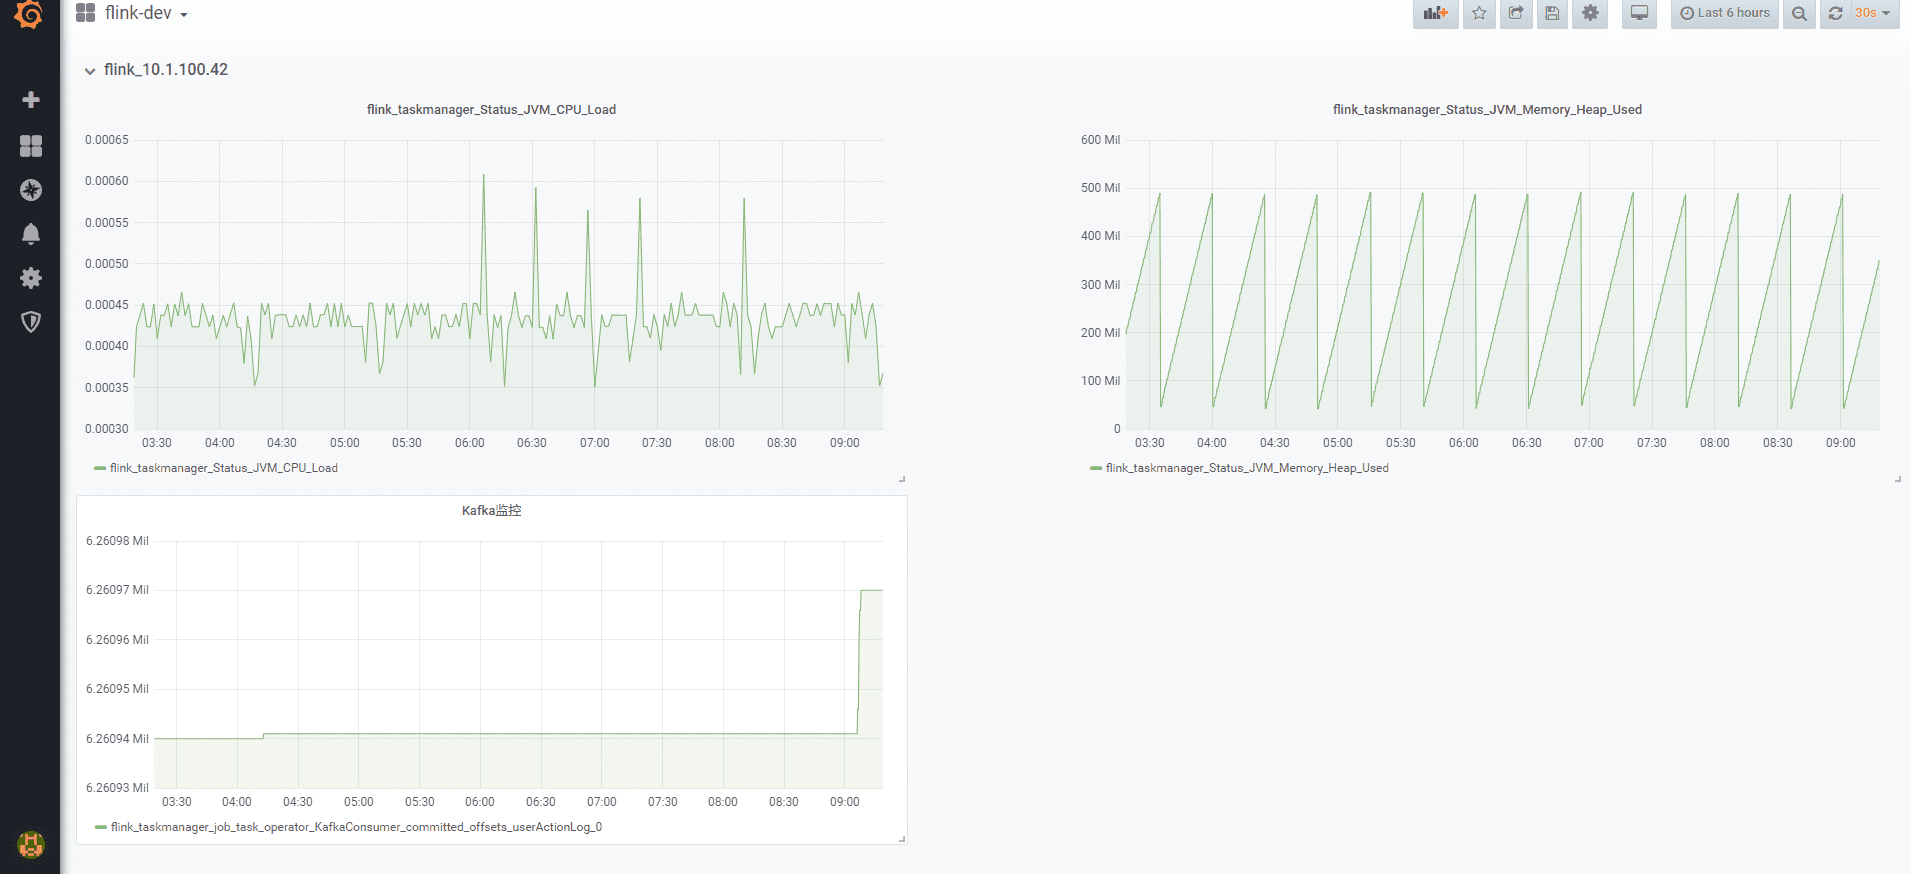 flink-dev
Last 6 hours
30s
flink_10.1.100.42
flink_taskmanager_Status_JVM_CPU_Load
0.00065
0.00060
0.00055
0.00050
0.00045
0.00040
0.00035
0.00030
03:30 04:00 04:30 05:00 05:30 06:00 06:30 07:00 07:30 08:00 08:30 09:00
flink_taskmanager_Status_JVM_CPU_Load
flink_taskmanager_Status_JVM_Memory_Heap_Used
600 Mil
500 Mil
400 Mil
300 Mil
200 Mil
100 Mil
0
03:30 04:00 04:30 05:00 05:30 06:00 06:30 07:00 07:30 08:00 08:30 09:00
flink_taskmanager_Status_JVM_Memory_Heap_Used
Kafka监控
6.26098 Mil
6.26097 Mil
6.26096 Mil
6.26095 Mil
6.26094 Mil
6.26093 Mil
03:30 04:00 04:30 05:00 05:30 06:00 06:30 07:00 07:30 08:00 08:30 09:00
flink_taskmanager_job_task_operator_KafkaConsumer_committed_offsets_userActionLog_0